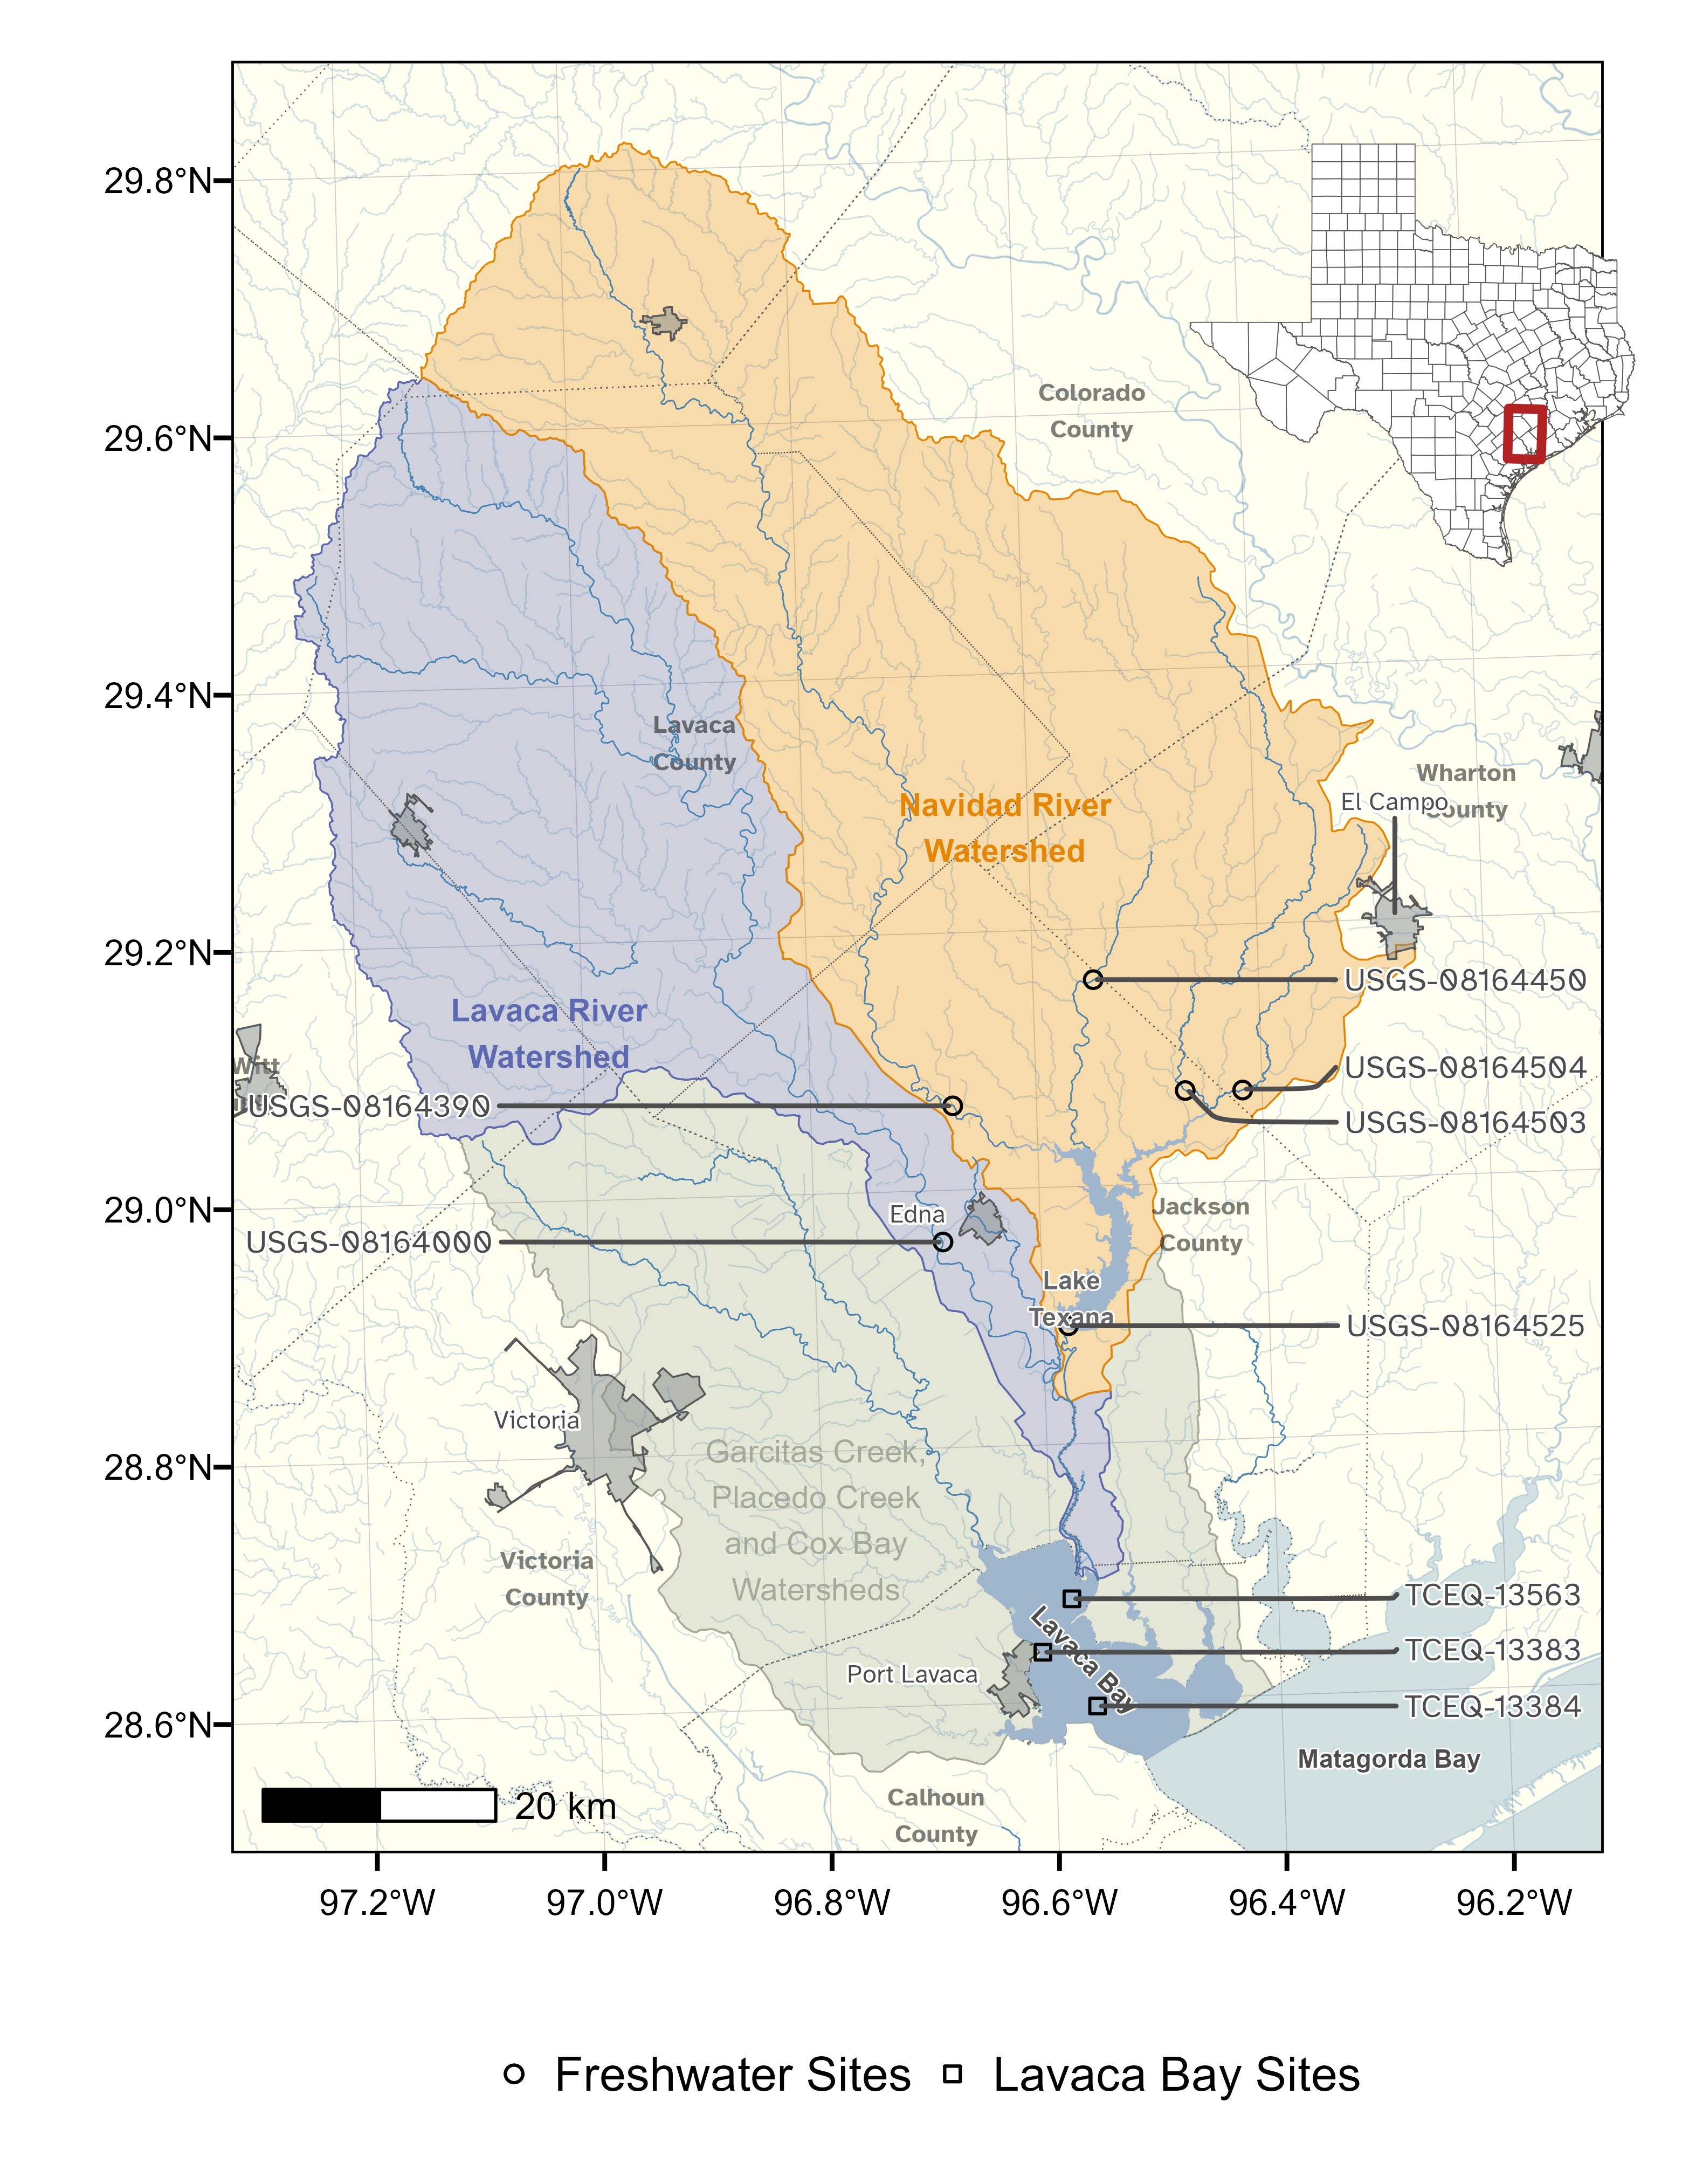 29.8°N
29.6°N
29.4°N
29.2°N
29.0°N
28.8°N
28.6°N
Colorado
County
Lavaca
County
Wharton
County
El Campo
Navidad River
Watershed
USGS-08164450
Lavaca River
Watershed
Witt
USGS-08164504
USGS-08164390
USGS-08164503
Jackson
County
Edna
USGS-08164000
Lake
Texana
USGS-08164525
Victoria
Garcitas Creek,
Placedo Creek
and Cox Bay
Watersheds
Victoria
County
TCEQ-13563
Lavaca Bay
TCEQ-13383
Port Lavaca
TCEQ-13384
Matagorda Bay
Calhoun
County
20 km
97.2°W 97.0°W 96.8°W 96.6°W 96.4°W 96.2°W
Freshwater Sites Lavaca Bay Sites